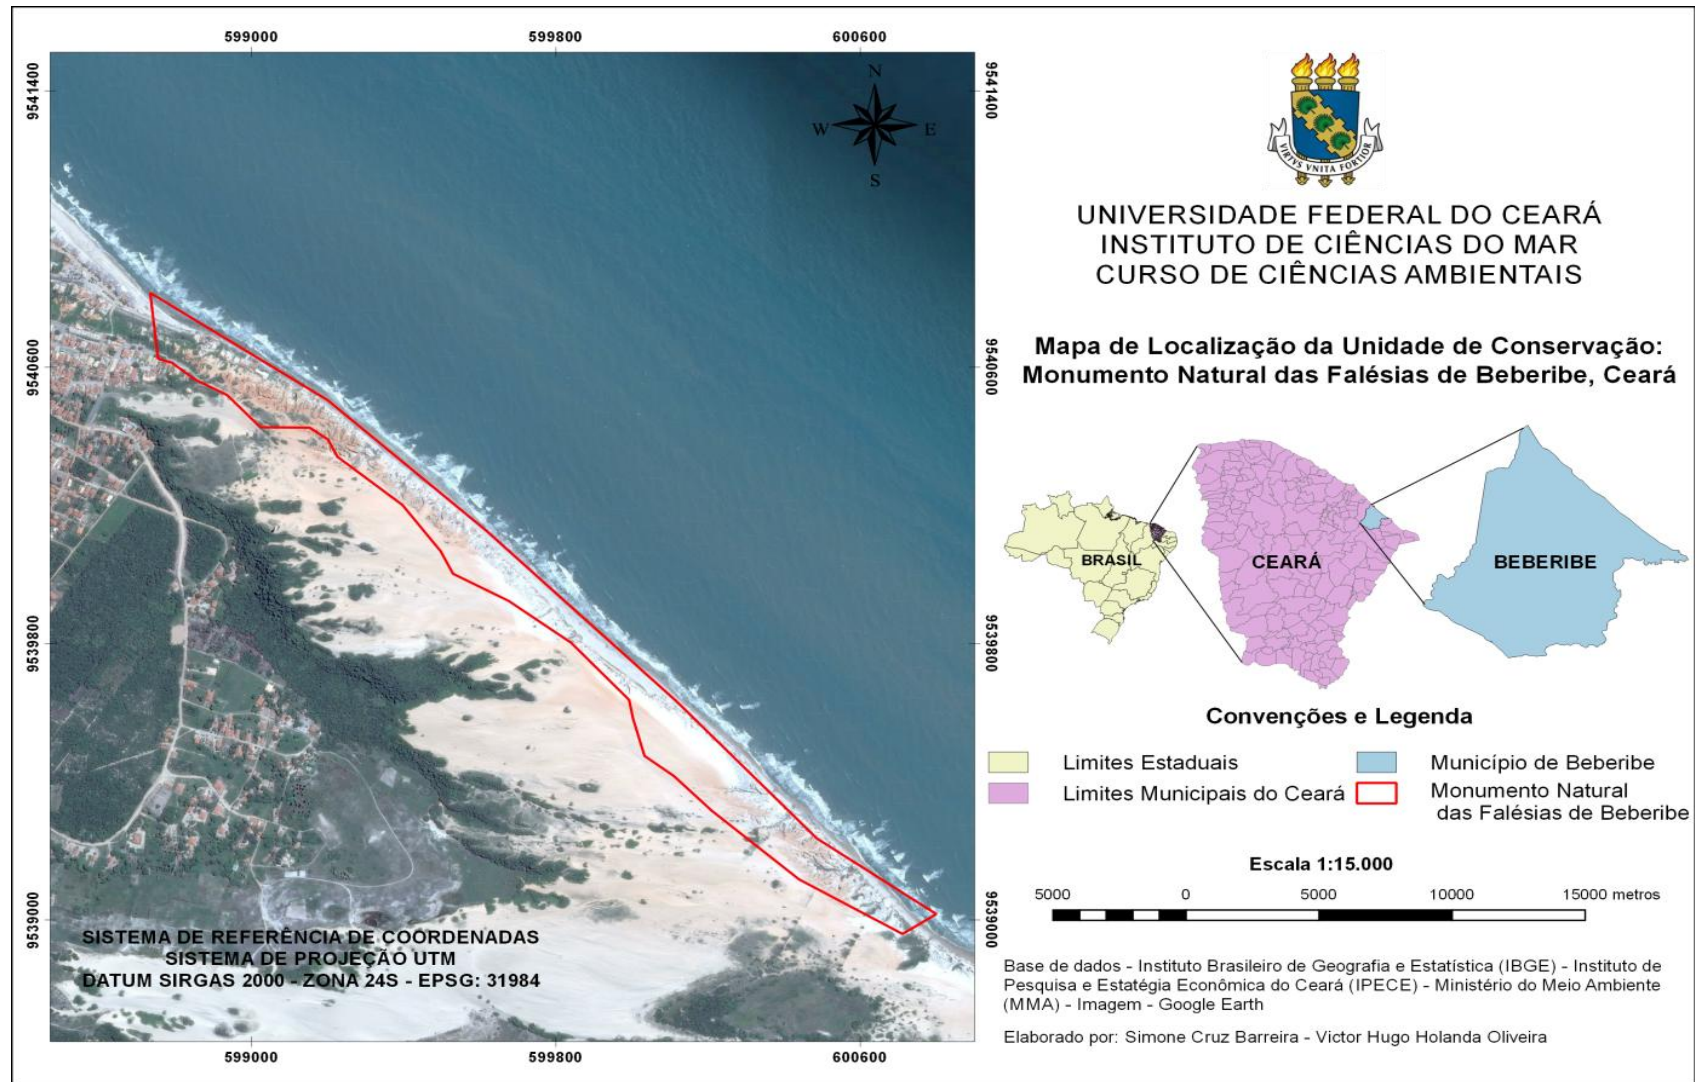 599000
599800
600600
9541400
9541400
N
W
E
S
9540600
9540600
9539800
9539800
9539000
9539000
SISTEMA DE REFERÊNCIA DE COORDENADAS
SISTEMA DE PROJEÇÃO UTM
DATUM SIRGAS 2000 - ZONA 24S - EPSG: 31984
599000
599800
600600
VIRTVS VNITA FORTIOR
UNIVERSIDADE FEDERAL DO CEARÁ
INSTITUTO DE CIÊNCIAS DO MAR
CURSO DE CIÊNCIAS AMBIENTAIS
Mapa de Localização da Unidade de Conservação:
Monumento Natural das Falésias de Beberibe, Ceará
BRASIL
CEARÁ
BEBERIBE
Convenções e Legenda
Limites Estaduais
Município de Beberibe
Limites Municipais do Ceará
Monumento Natural
das Falésias de Beberibe
Escala 1:15.000
5000 0 5000 10000 15000 metros
Base de dados - Instituto Brasileiro de Geografia e Estatística (IBGE) - Instituto de
Pesquisa e Estatégia Econômica do Ceará (IPECE) - Ministério do Meio Ambiente
(MMA) - Imagem - Google Earth
Elaborado por: Simone Cruz Barreira - Victor Hugo Holanda Oliveira